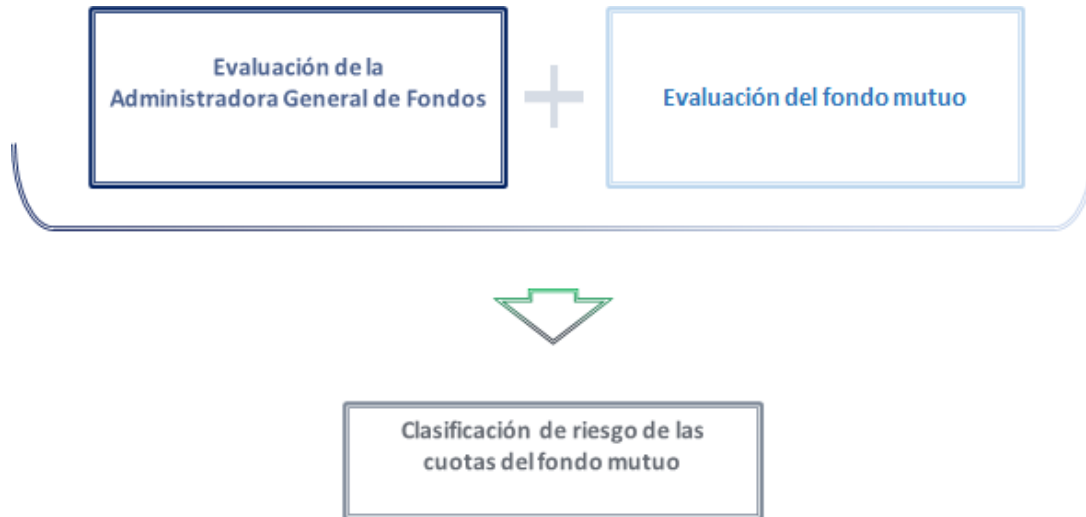 Evaluación de la
Administradora General de Fondos
Evaluación del fondo mutuo
Clasificación de riesgo de las
cuotas del fondo mutuo